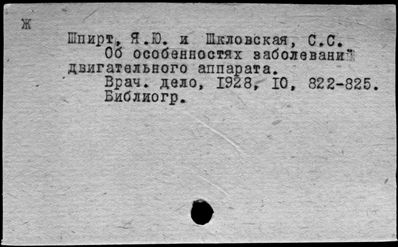 Ж
Шпирт, Я.Ю. и Шкловская, С.С.
Об особенностях заболеваний
двигательного аппарата.
Врач. дело, 1928, 10, 822-825.
Библиогр.